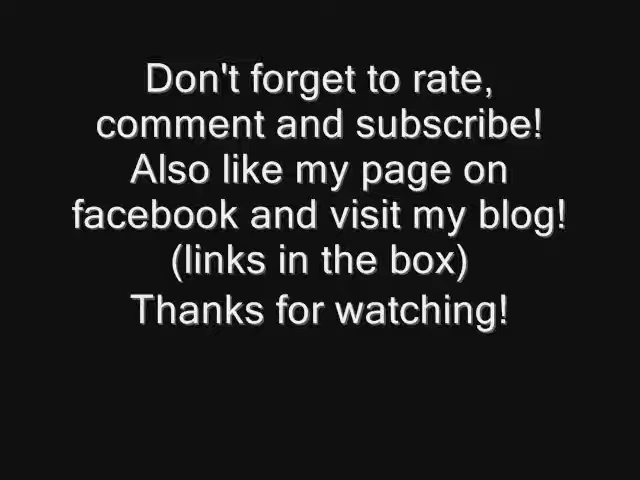 Don't forget to rate,
comment and subscribe!
Also like my page on
facebook and visit my blog!
(links in the box)
Thanks for watching!